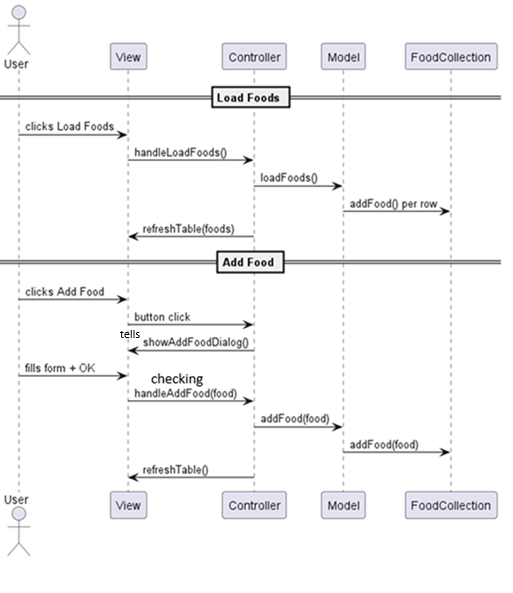 User
View
Controller
Model
FoodCollection
Load Foods
clicks Load Foods
handleLoadFoods()
loadFoods()
addFood() per row
refreshTable(foods)
Add Food
clicks Add Food
button click
tells
showAddFoodDialog()
fills form + OK
checking
handleAddFood(food)
addFood(food)
addFood(food)
refreshTable()
User
View
Controller
Model
FoodCollection